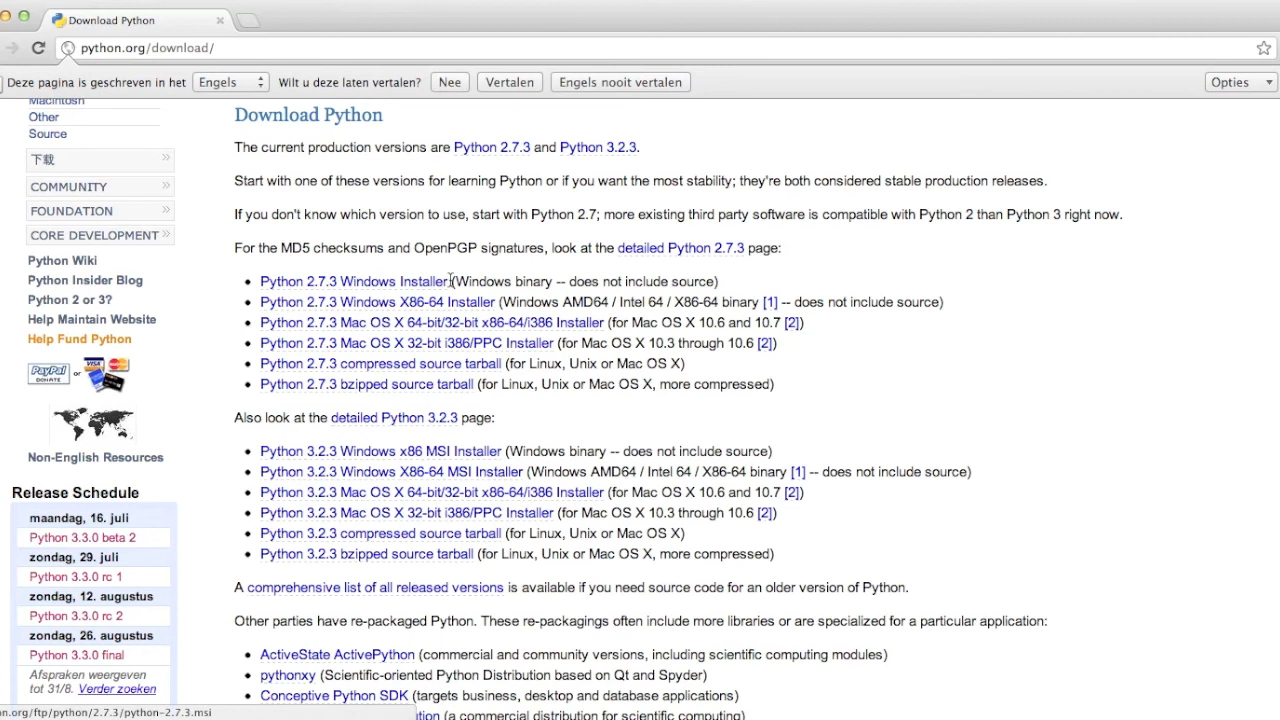 Download Python
python.org/download/
Deze pagina is geschreven in het Engels Wilt u deze laten vertalen? Nee Vertalen Engels nooit vertalen Opties
Macintosh
Other
Source
下载 »
COMMUNITY »
FOUNDATION »
CORE DEVELOPMENT »
Python Wiki
Python Insider Blog
Python 2 or 3?
Help Maintain Website
Help Fund Python
PayPal DONATE or VISA
Non-English Resources
Release Schedule
maandag, 16. juli
Python 3.3.0 beta 2
zondag, 29. juli
Python 3.3.0 rc 1
zondag, 12. augustus
Python 3.3.0 rc 2
zondag, 26. augustus
Python 3.3.0 final
Afspraken weergeven
tot 31/8. Verder zoeken
Download Python
The current production versions are Python 2.7.3 and Python 3.2.3.
Start with one of these versions for learning Python or if you want the most stability; they're both considered stable production releases.
If you don't know which version to use, start with Python 2.7; more existing third party software is compatible with Python 2 than Python 3 right now.
For the MD5 checksums and OpenPGP signatures, look at the detailed Python 2.7.3 page:
• Python 2.7.3 Windows Installer (Windows binary -- does not include source)
• Python 2.7.3 Windows X86-64 Installer (Windows AMD64 / Intel 64 / X86-64 binary [1] -- does not include source)
• Python 2.7.3 Mac OS X 64-bit/32-bit x86-64/i386 Installer (for Mac OS X 10.6 and 10.7 [2])
• Python 2.7.3 Mac OS X 32-bit i386/PPC Installer (for Mac OS X 10.3 through 10.6 [2])
• Python 2.7.3 compressed source tarball (for Linux, Unix or Mac OS X)
• Python 2.7.3 bzipped source tarball (for Linux, Unix or Mac OS X, more compressed)
Also look at the detailed Python 3.2.3 page:
• Python 3.2.3 Windows x86 MSI Installer (Windows binary -- does not include source)
• Python 3.2.3 Windows X86-64 MSI Installer (Windows AMD64 / Intel 64 / X86-64 binary [1] -- does not include source)
• Python 3.2.3 Mac OS X 64-bit/32-bit x86-64/i386 Installer (for Mac OS X 10.6 and 10.7 [2])
• Python 3.2.3 Mac OS X 32-bit i386/PPC Installer (for Mac OS X 10.3 through 10.6 [2])
• Python 3.2.3 compressed source tarball (for Linux, Unix or Mac OS X)
• Python 3.2.3 bzipped source tarball (for Linux, Unix or Mac OS X, more compressed)
A comprehensive list of all released versions is available if you need source code for an older version of Python.
Other parties have re-packaged Python. These re-packagings often include more libraries or are specialized for a particular application:
• ActiveState ActivePython (commercial and community versions, including scientific computing modules)
• pythonxy (Scientific-oriented Python Distribution based on Qt and Spyder)
• Conceptive Python SDK (targets business, desktop and database applications)
(a commercial distribution for scientific computing)
on.org/ftp/python/2.7.3/python-2.7.3.msi